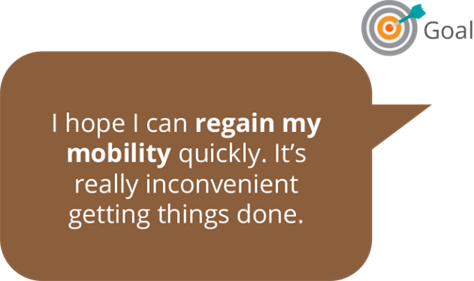 Goal
I hope I can regain my
mobility quickly. It’s
really inconvenient
getting things done.